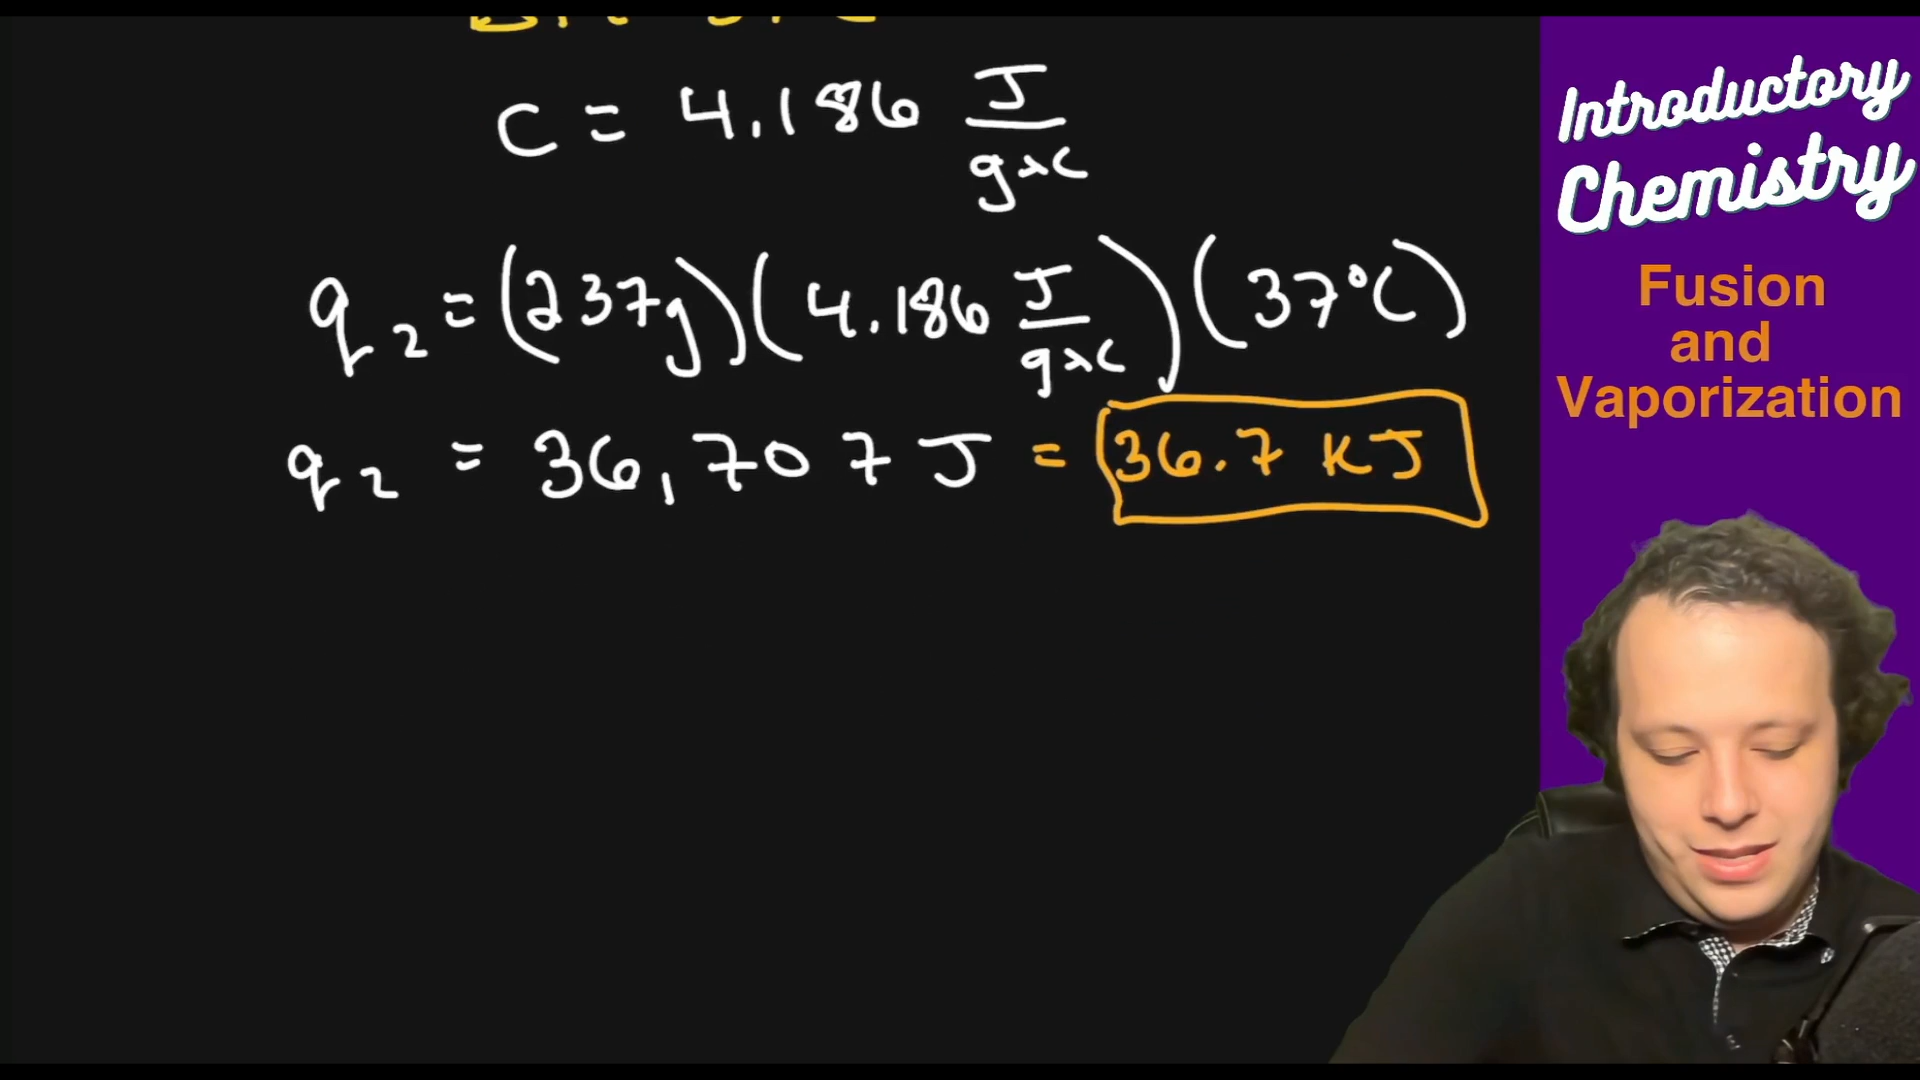 C = 4.186 J/g×C
q₂ = (237g)(4.186 J/g×C)(37°C)
q₂ = 36,707 J = 36.7 KJ
Introductory
Chemistry
Fusion
and
Vaporization